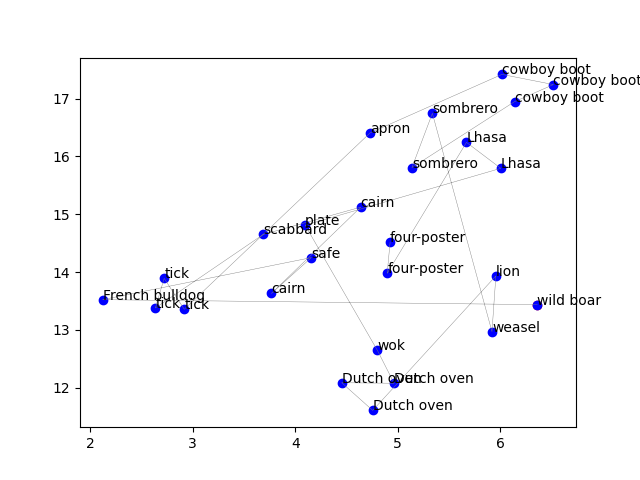 cowboy boot
cowboy boot
cowboy boot
17
sombrero
apron
Lhasa
16
sombrero
Lhasa
cairn
15
plate
scabbard
four-poster
safe
14
tick
four-poster
lion
cairn
French bulldog
wild boar
tick
tick
13
weasel
wok
12
Dutch oven
Dutch oven
Dutch oven
2
3
4
5
6